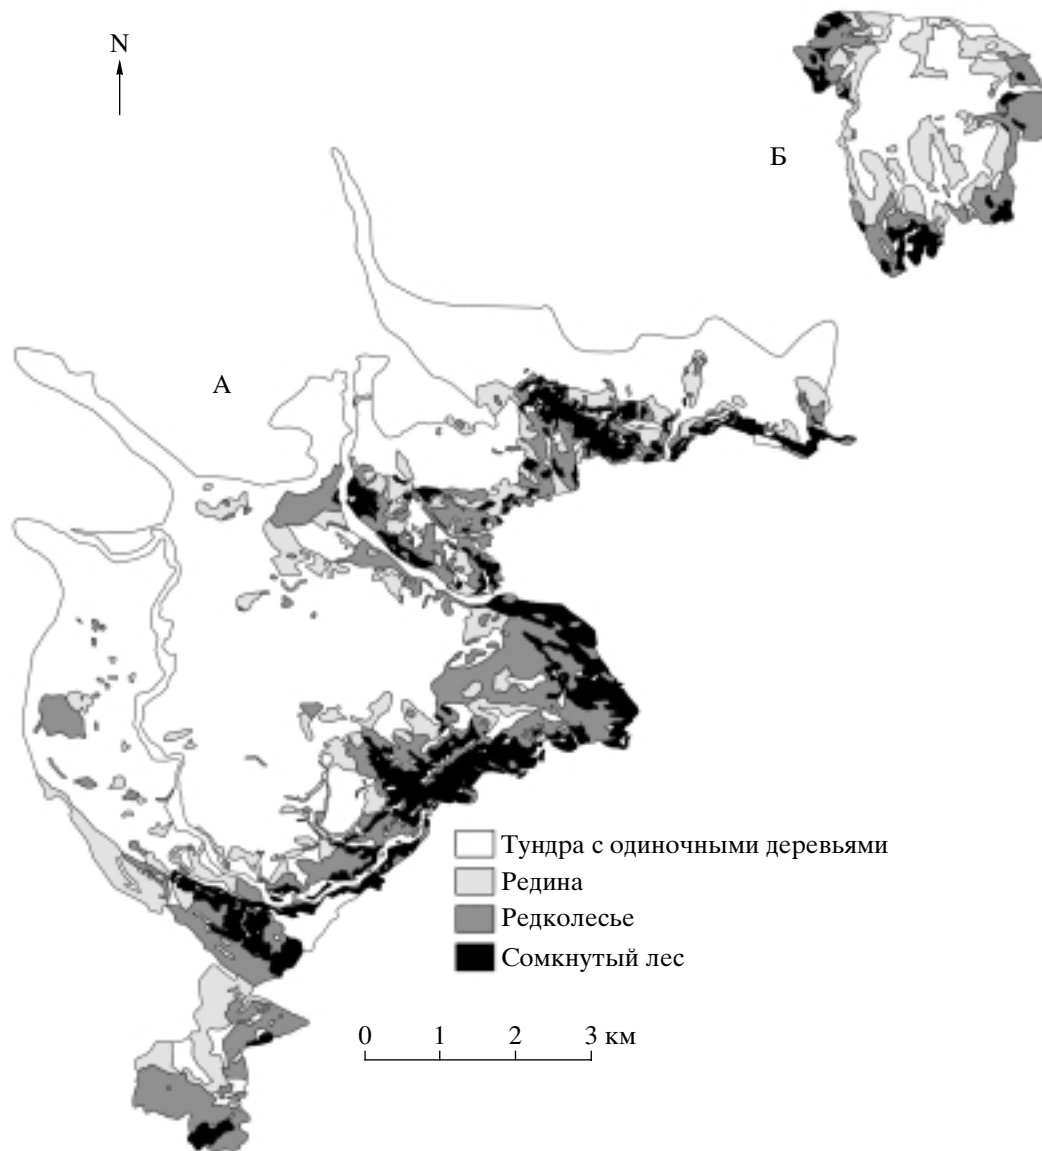 N
Б
А
Тундра с одиночными деревьями
Редина
Редколесье
Сомкнутый лес
0 1 2 3 км